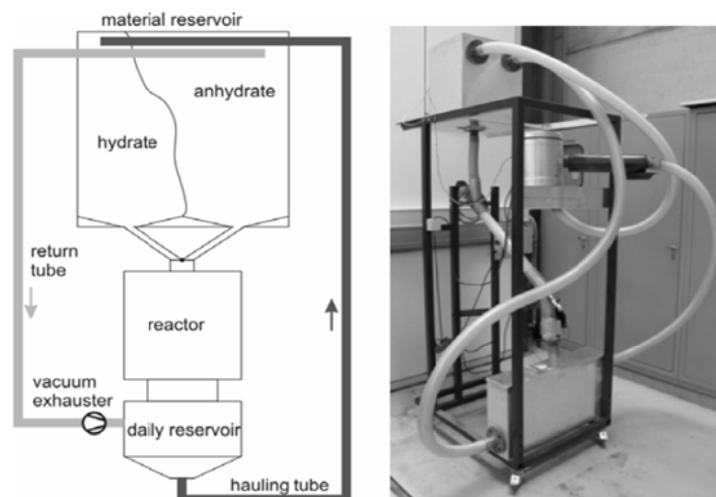 material reservoir
anhydrate
hydrate
return
tube
reactor
vacuum
exhauster
daily reservoir
hauling tube